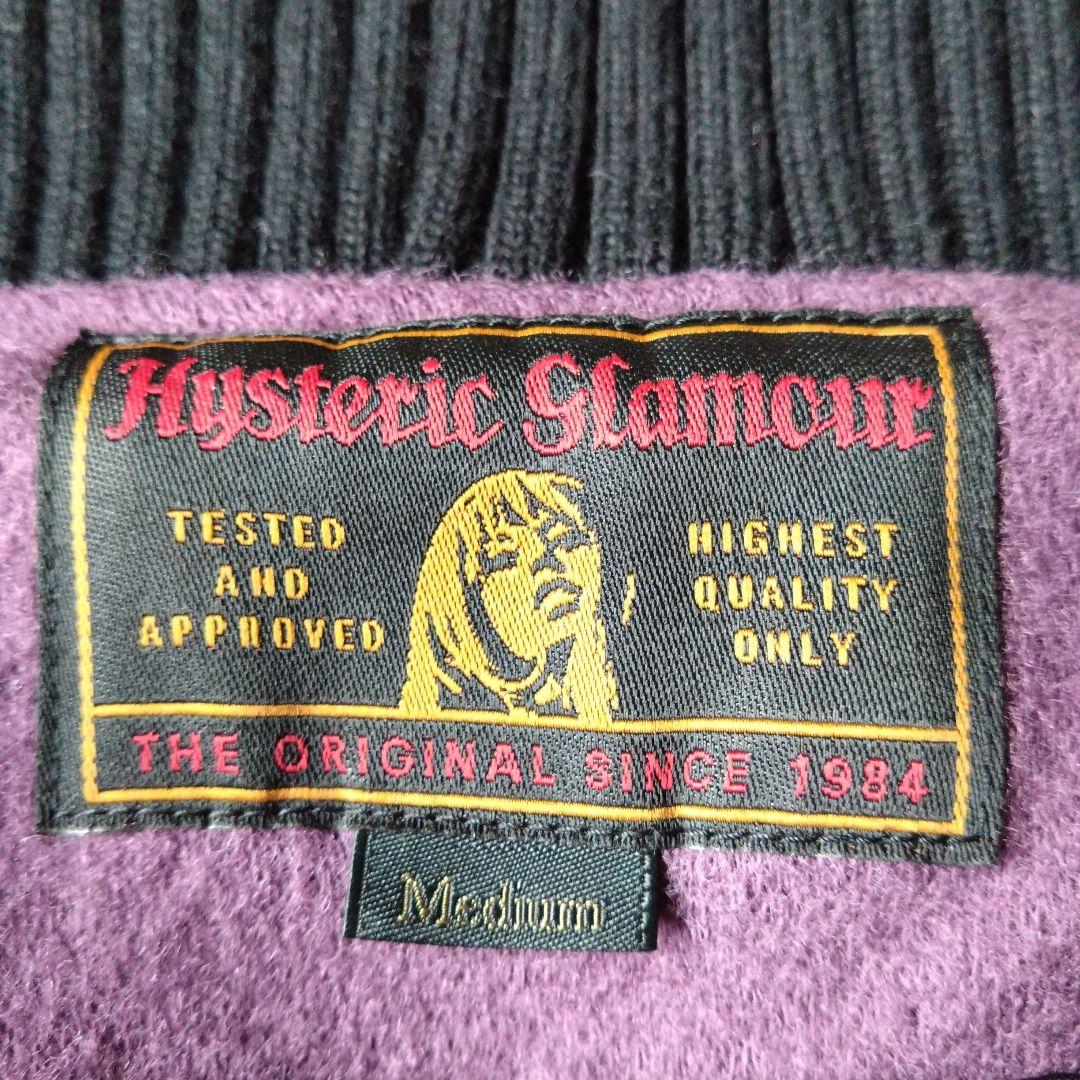 Hysteric Glamour
TESTED
AND
APPROVED
HIGHEST
QUALITY
ONLY
THE ORIGINAL SINCE 1984
Medium